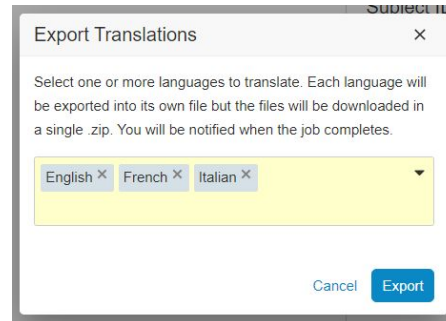 Export Translations
Select one or more languages to translate. Each language will
be exported into its own file but the files will be downloaded in
a single .zip. You will be notified when the job completes.
English × French × Italian ×
Cancel Export